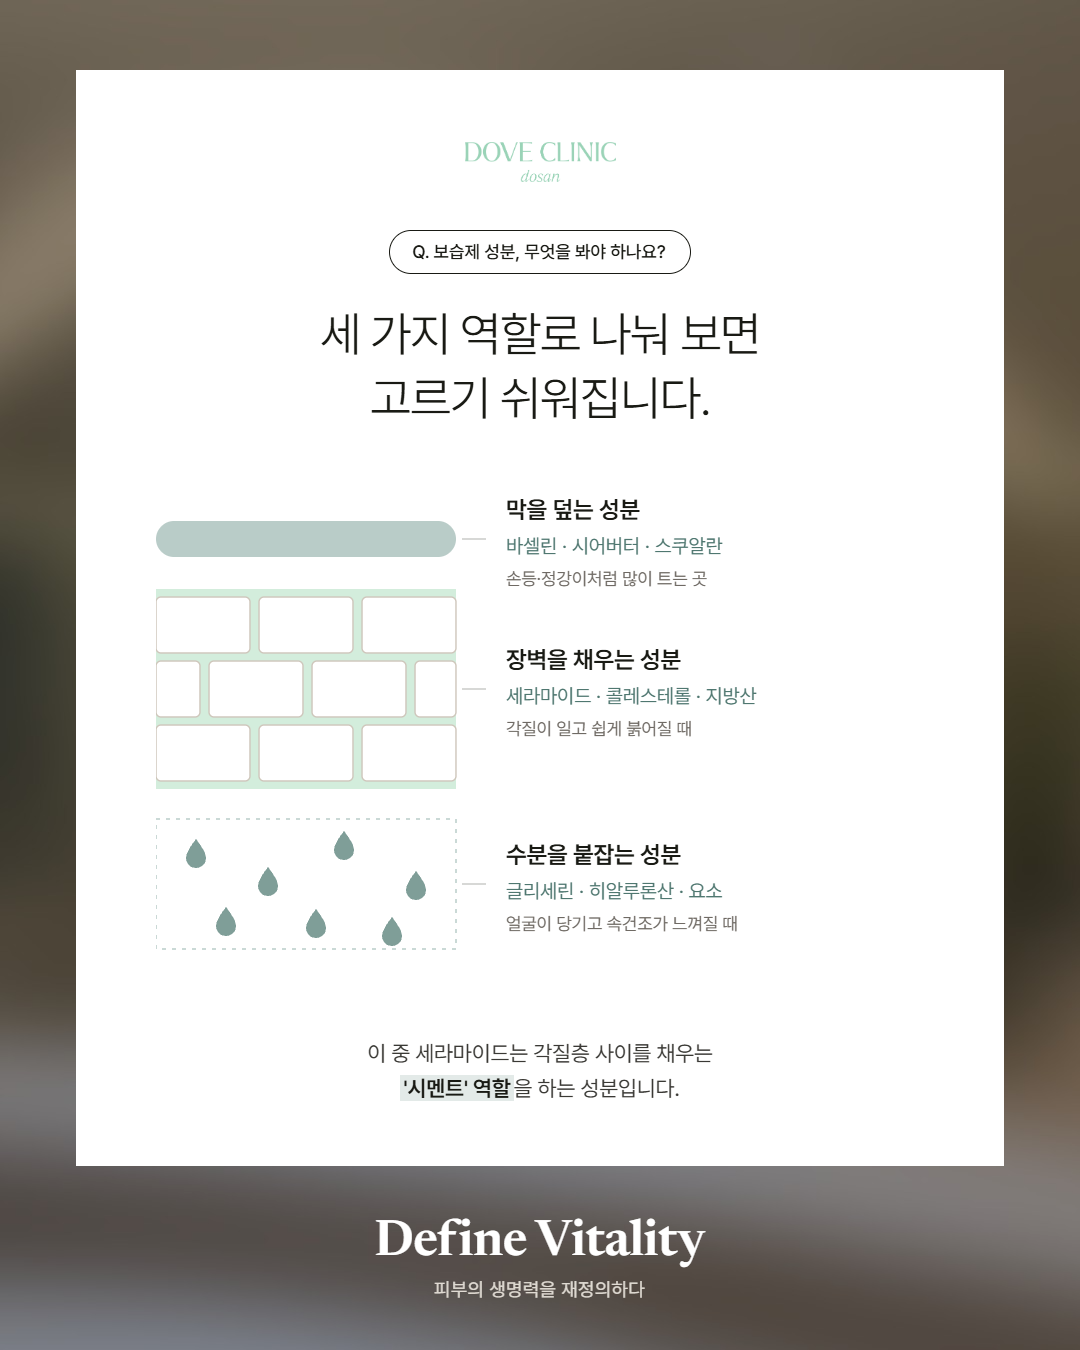 DOVE CLINIC
dosan
Q. 보습제 성분, 무엇을 봐야 하나요?
세 가지 역할로 나눠 보면
고르기 쉬워집니다.
막을 덮는 성분
바셀린 · 시어버터 · 스쿠알란
손등·정강이처럼 많이 트는 곳
장벽을 채우는 성분
세라마이드 · 콜레스테롤 · 지방산
각질이 일고 쉽게 붉어질 때
수분을 붙잡는 성분
글리세린 · 히알루론산 · 요소
얼굴이 당기고 속건조가 느껴질 때
이 중 세라마이드는 각질층 사이를 채우는
'시멘트' 역할을 하는 성분입니다.
Define Vitality
피부의 생명력을 재정의하다